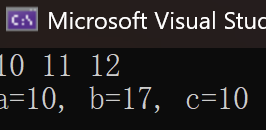 C:\
Microsoft Visual Stud
10 11 12
a=10, b=17, c=10